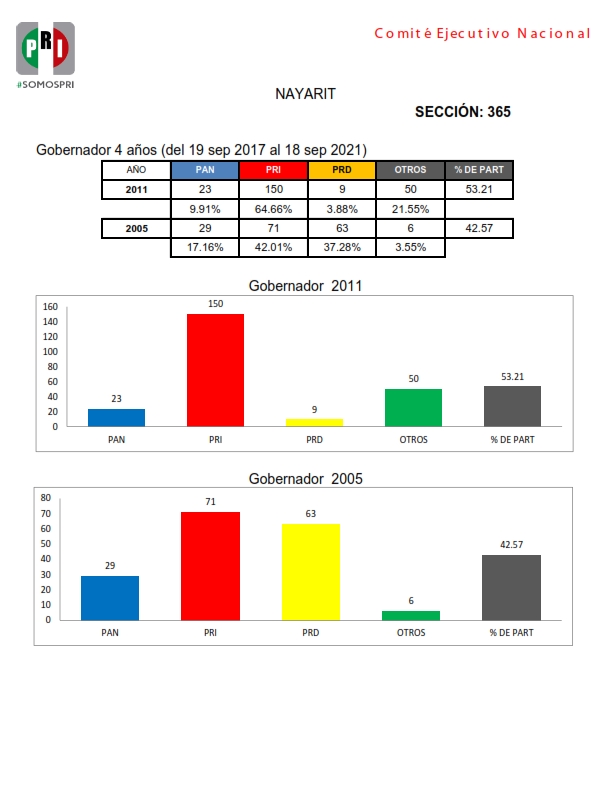 PRI
#SOMOSPRI
Comité Ejecutivo Nacional
NAYARIT
SECCIÓN: 365
Gobernador 4 años (del 19 sep 2017 al 18 sep 2021)
AÑO PAN PRI PRD OTROS % DE PART
2011 23 150 9 50 53.21
9.91% 64.66% 3.88% 21.55%
2005 29 71 63 6 42.57
17.16% 42.01% 37.28% 3.55%
Gobernador 2011
160
140
120
100
80
60
40
20
0
23 150 9 50 53.21
PAN PRI PRD OTROS % DE PART
Gobernador 2005
80
70
60
50
40
30
20
10
0
29 71 63 6 42.57
PAN PRI PRD OTROS % DE PART